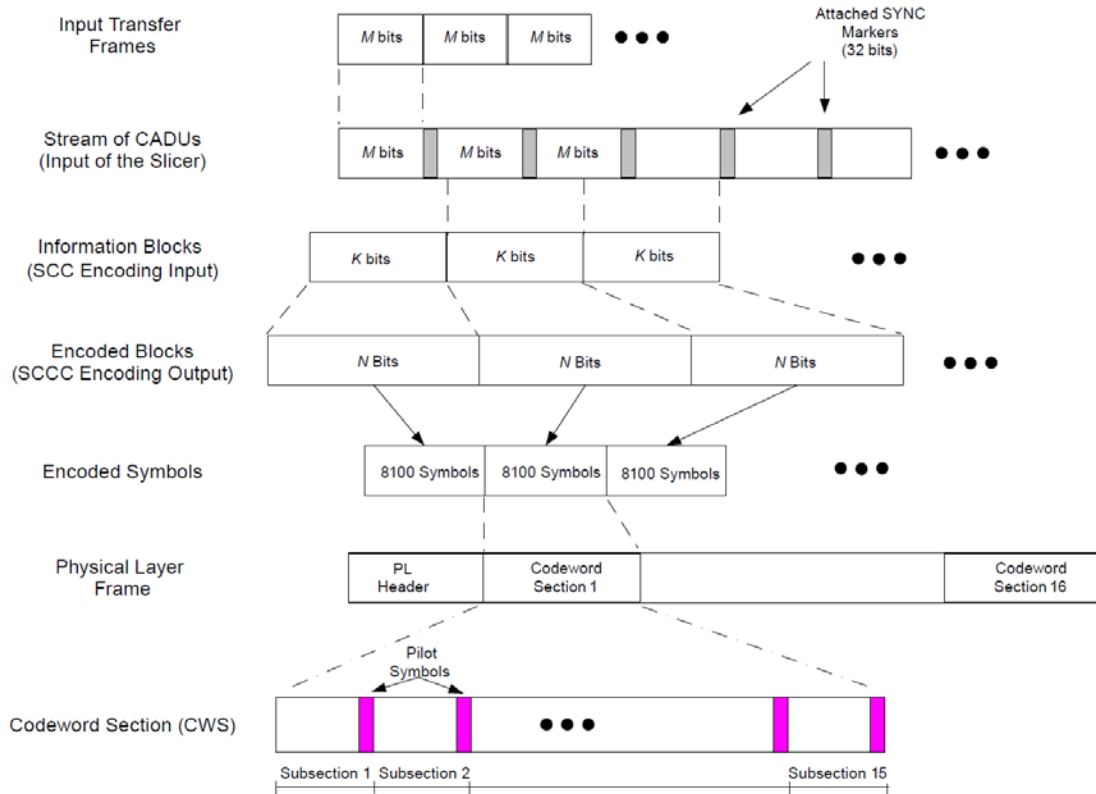 Input Transfer
Frames
M bits
M bits
M bits
Attached SYNC
Markers
(32 bits)
Stream of CADUs
(Input of the Slicer)
M bits
M bits
M bits
Information Blocks
(SCC Encoding Input)
K bits
K bits
K bits
Encoded Blocks
(SCCC Encoding Output)
N Bits
N Bits
N Bits
Encoded Symbols
8100 Symbols
8100 Symbols
8100 Symbols
Physical Layer
Frame
PL
Header
Codeword
Section 1
Codeword
Section 16
Pilot
Symbols
Codeword Section (CWS)
Subsection 1
Subsection 2
Subsection 15